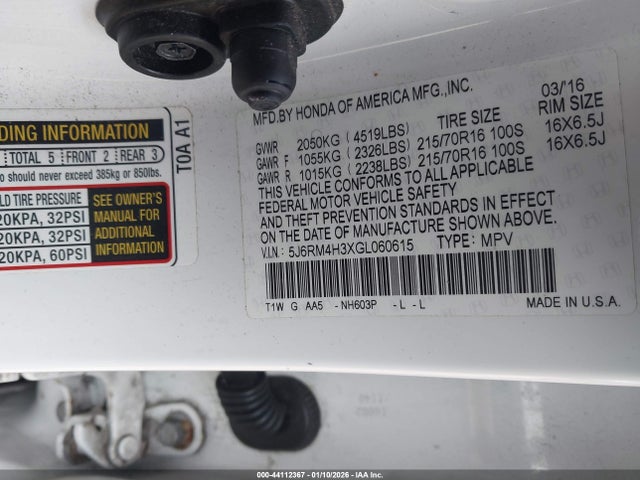 DING INFORMATION
TOTAL 5 FRONT 2 REAR 3
o should never exceed 385kg or 850lbs.
LD TIRE PRESSURE
20KPA, 32PSI
20KPA, 32PSI
20KPA, 60PSI
SEE OWNER'S
MANUAL FOR
ADDITIONAL
INFORMATION
T0A A1
MFD.BY HONDA OF AMERICA MFG.,INC. 03/'16
GVWR 2050KG (4519LBS) TIRE SIZE RIM SIZE
GAWR F 1055KG (2326LBS) 215/70R16 100S 16X6.5J
GAWR R 1015KG (2238LBS) 215/70R16 100S 16X6.5J
THIS VEHICLE CONFORMS TO ALL APPLICABLE
FEDERAL MOTOR VEHICLE SAFETY
AND THEFT PREVENTION STANDARDS IN EFFECT
ON THE DATE OF MANUFACTURE SHOWN ABOVE.
V.I.N: 5J6RM4H3XGL060615 TYPE: MPV
T1W G AA5 -NH603P -L -L
MADE IN U.S.A.
000-44112367 - 01/10/2026 - IAA Inc.